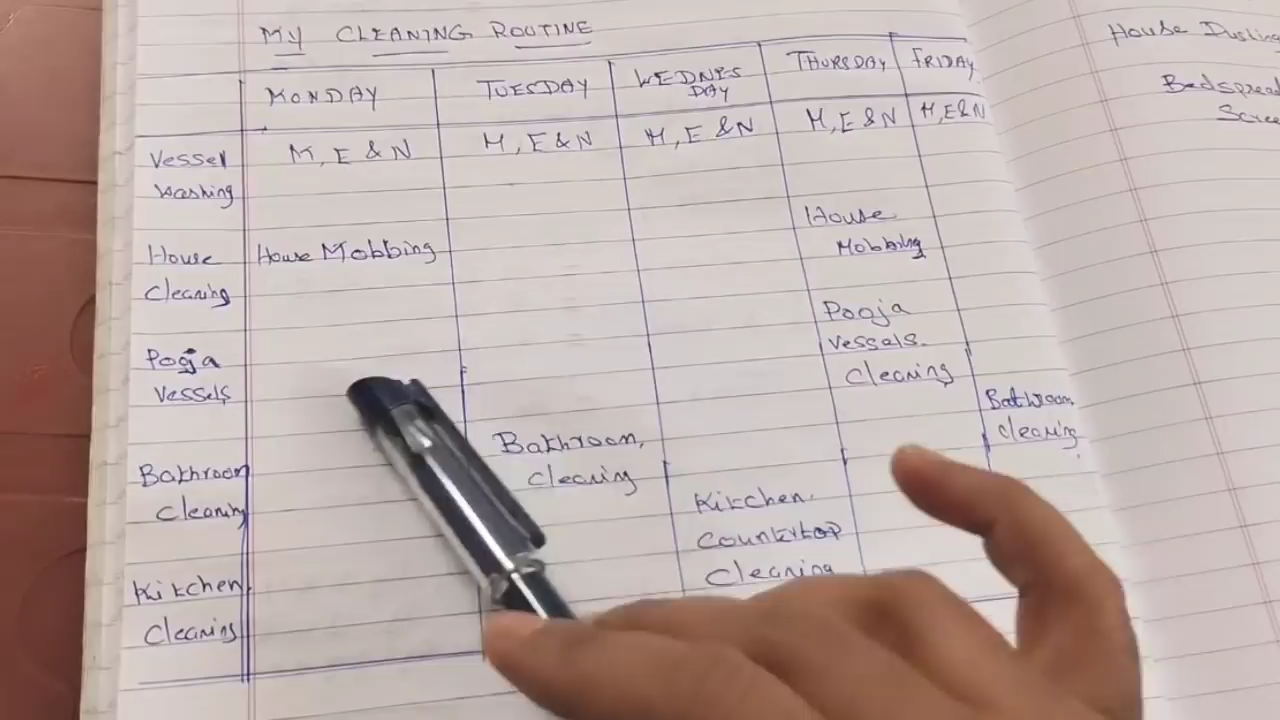 MY CLEANING ROUTINE
MONDAY TUESDAY WEDNES DAY THURSDAY FRIDAY
Vessel washing M, E & N M, E & N M, E & N M, E & N M, E & N
House Cleaning House Mobbing House Mobbing
Pooja vessels Pooja vessels. cleaning
Bathroom cleaning Bathroom, cleaning Bathroom cleaning
Kitchen cleaning Kitchen Countertop Cleaning
House